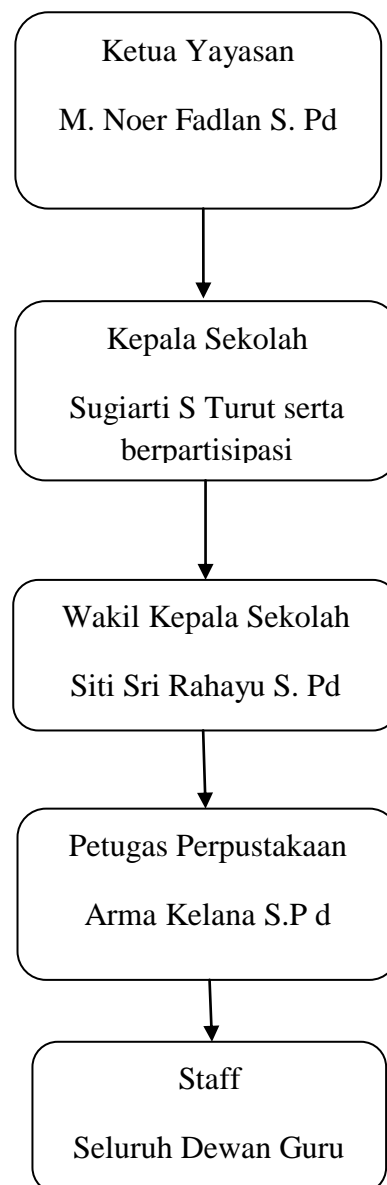 Ketua Yayasan
M. Noer Fadlan S. Pd
Kepala Sekolah
Sugiarti S Turut serta
berpartisipasi
Wakil Kepala Sekolah
Siti Sri Rahayu S. Pd
Petugas Perpustakaan
Arma Kelana S.P d
Staff
Seluruh Dewan Guru